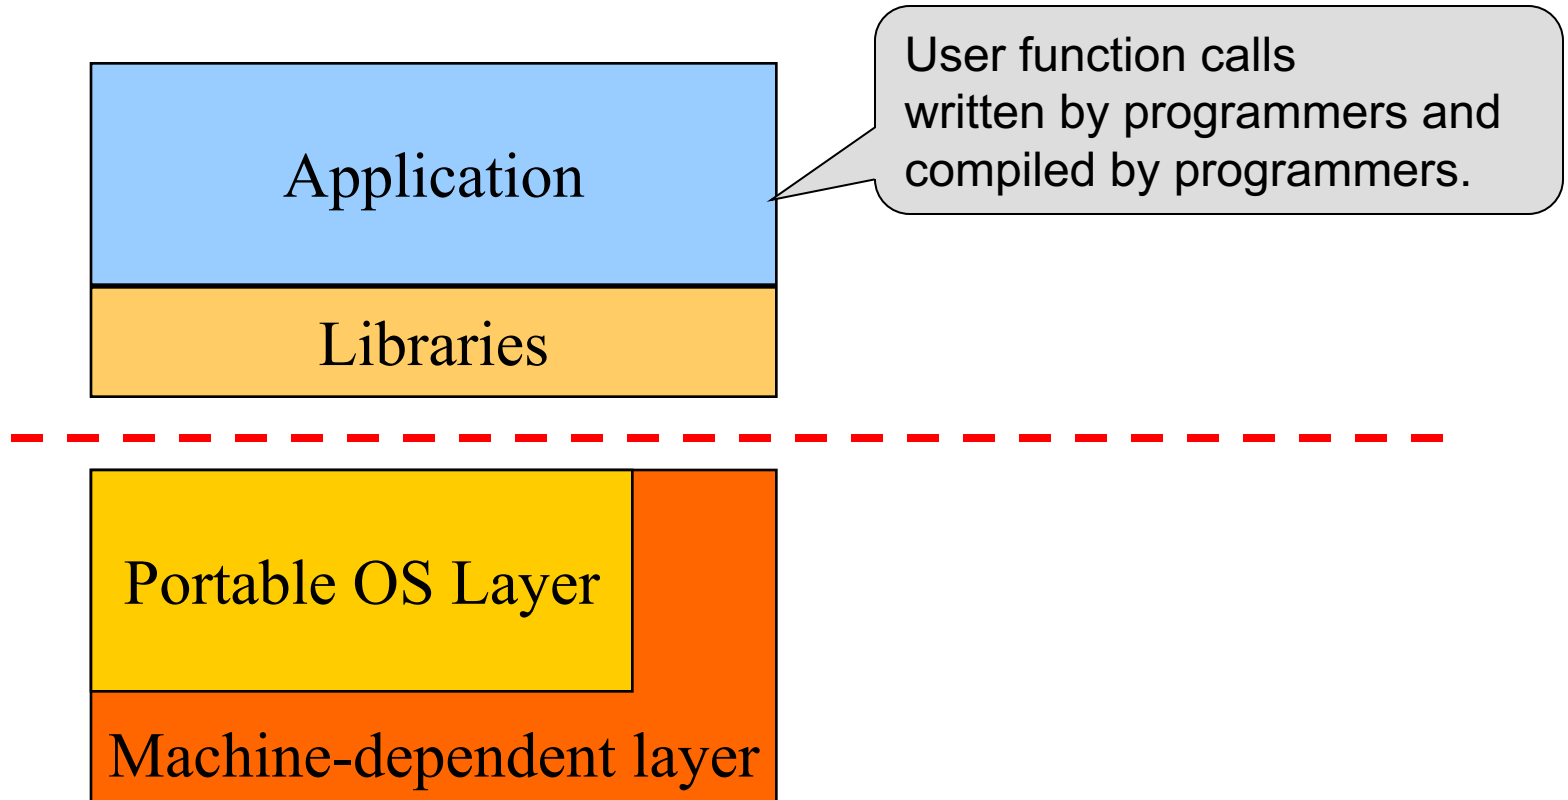 User function calls
written by programmers and
compiled by programmers.
Application
Libraries
Portable OS Layer
Machine-dependent layer